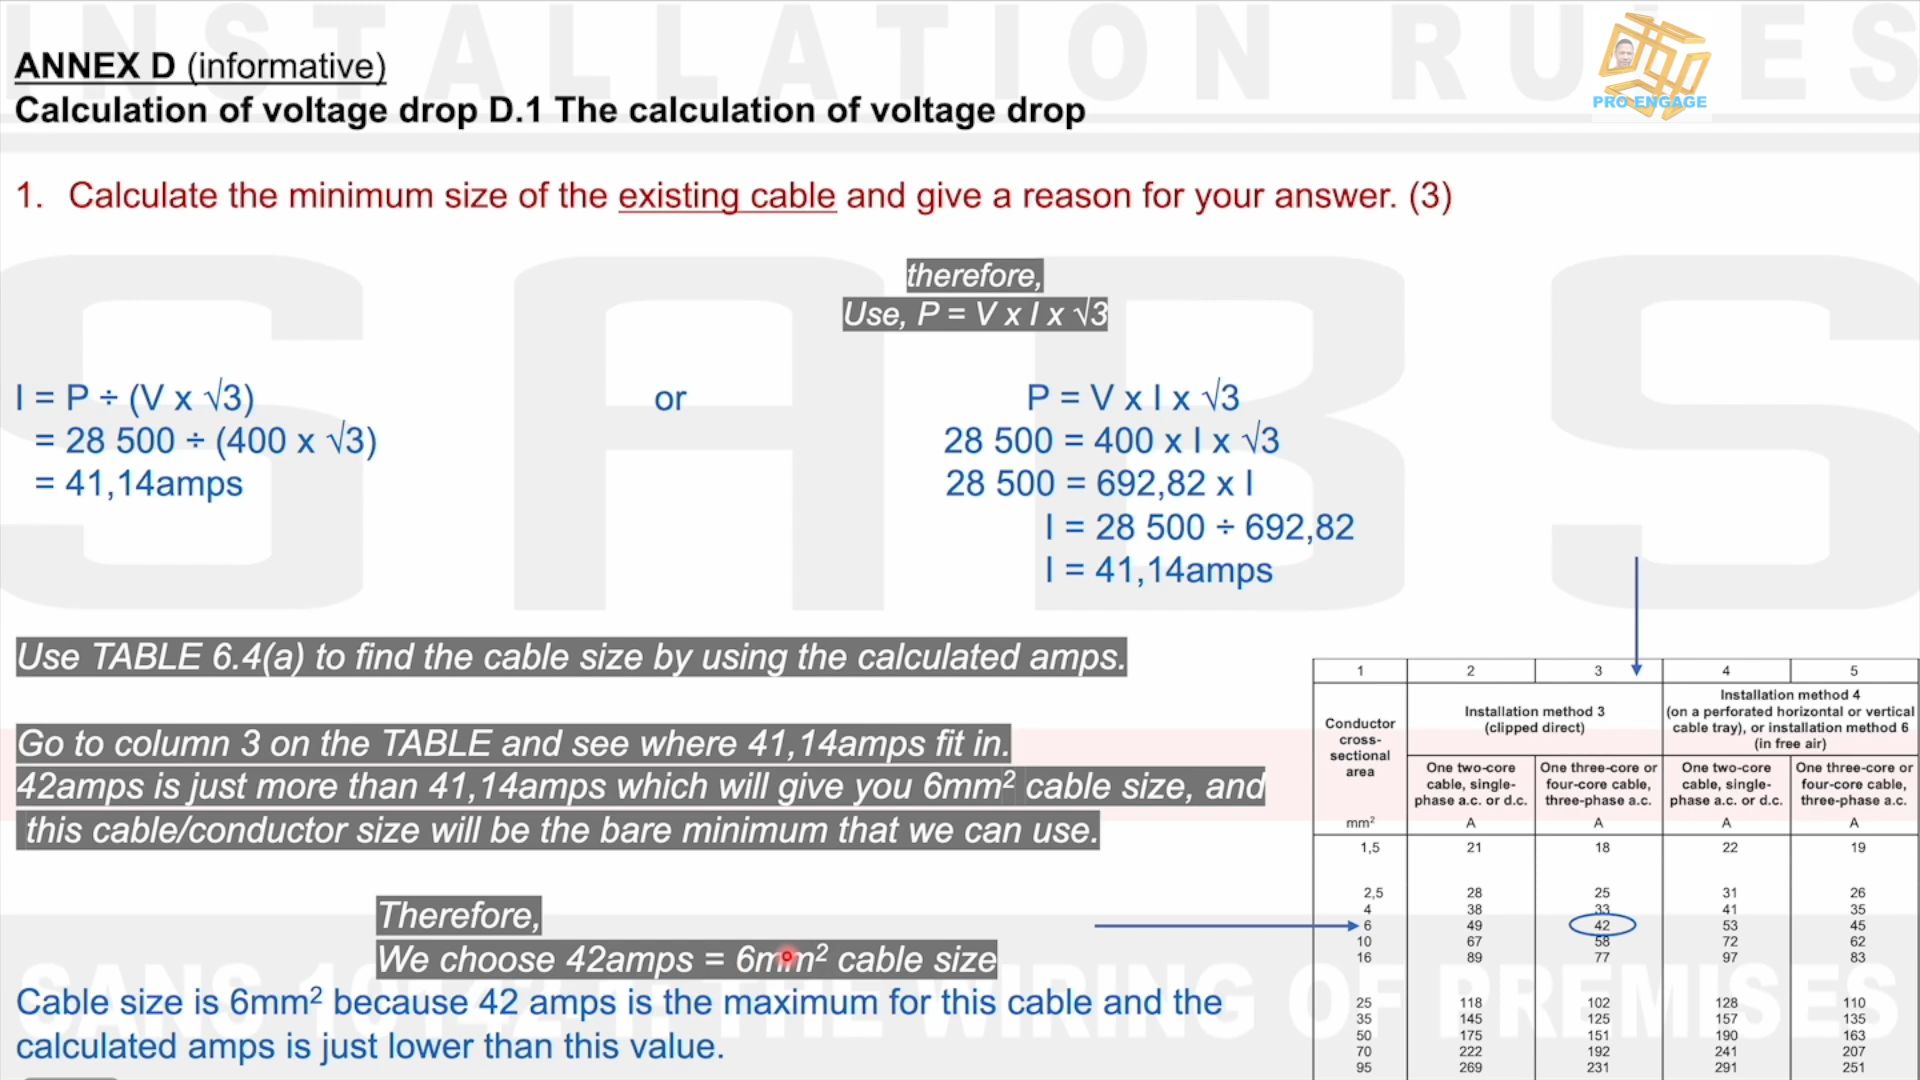 INSTALLATION RULES
ANNEX D (informative)
Calculation of voltage drop D.1 The calculation of voltage drop
PRO ENGAGE
1. Calculate the minimum size of the existing cable and give a reason for your answer. (3)
SABS
therefore,
Use, P = V x I x √3
I = P ÷ (V x √3)
= 28 500 ÷ (400 x √3)
= 41,14amps
or
P = V x I x √3
28 500 = 400 x I x √3
28 500 = 692,82 x I
I = 28 500 ÷ 692,82
I = 41,14amps
Use TABLE 6.4(a) to find the cable size by using the calculated amps.
Go to column 3 on the TABLE and see where 41,14amps fit in.
42amps is just more than 41,14amps which will give you 6mm² cable size, and
this cable/conductor size will be the bare minimum that we can use.
Therefore,
We choose 42amps = 6mm² cable size
Cable size is 6mm² because 42 amps is the maximum for this cable and the
calculated amps is just lower than this value.
1 2 3 4 5
Conductor
cross-
sectional
area
mm²
Installation method 3
(clipped direct)
Installation method 4
(on a perforated horizontal or vertical
cable tray), or installation method 6
(in free air)
One two-core
cable, single-
phase a.c. or d.c.
A
One three-core or
four-core cable,
three-phase a.c.
A
One two-core
cable, single-
phase a.c. or d.c.
A
One three-core or
four-core cable,
three-phase a.c.
A
1,5 21 18 22 19
2,5 28 25 31 26
4 38 33 41 35
6 49 42 53 45
10 67 58 72 62
16 89 77 97 83
25 118 102 128 110
35 145 125 157 135
50 175 151 190 163
70 222 192 241 207
95 269 231 291 251